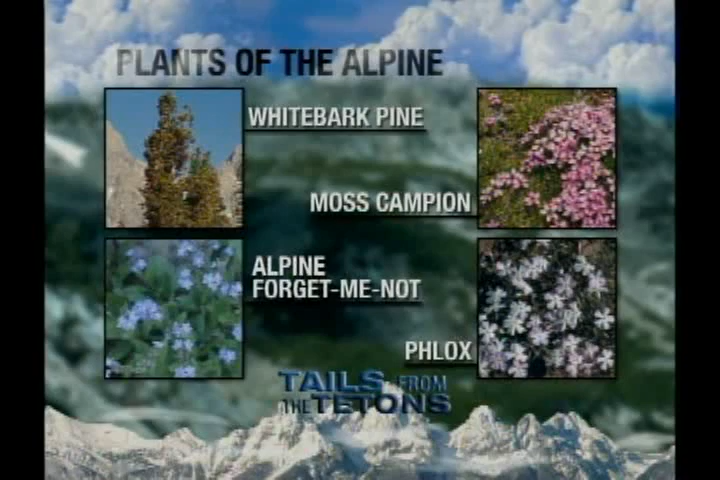 PLANTS OF THE ALPINE
WHITEBARK PINE
MOSS CAMPION
ALPINE
FORGET-ME-NOT
PHLOX
TAILS FROM
THE TETONS